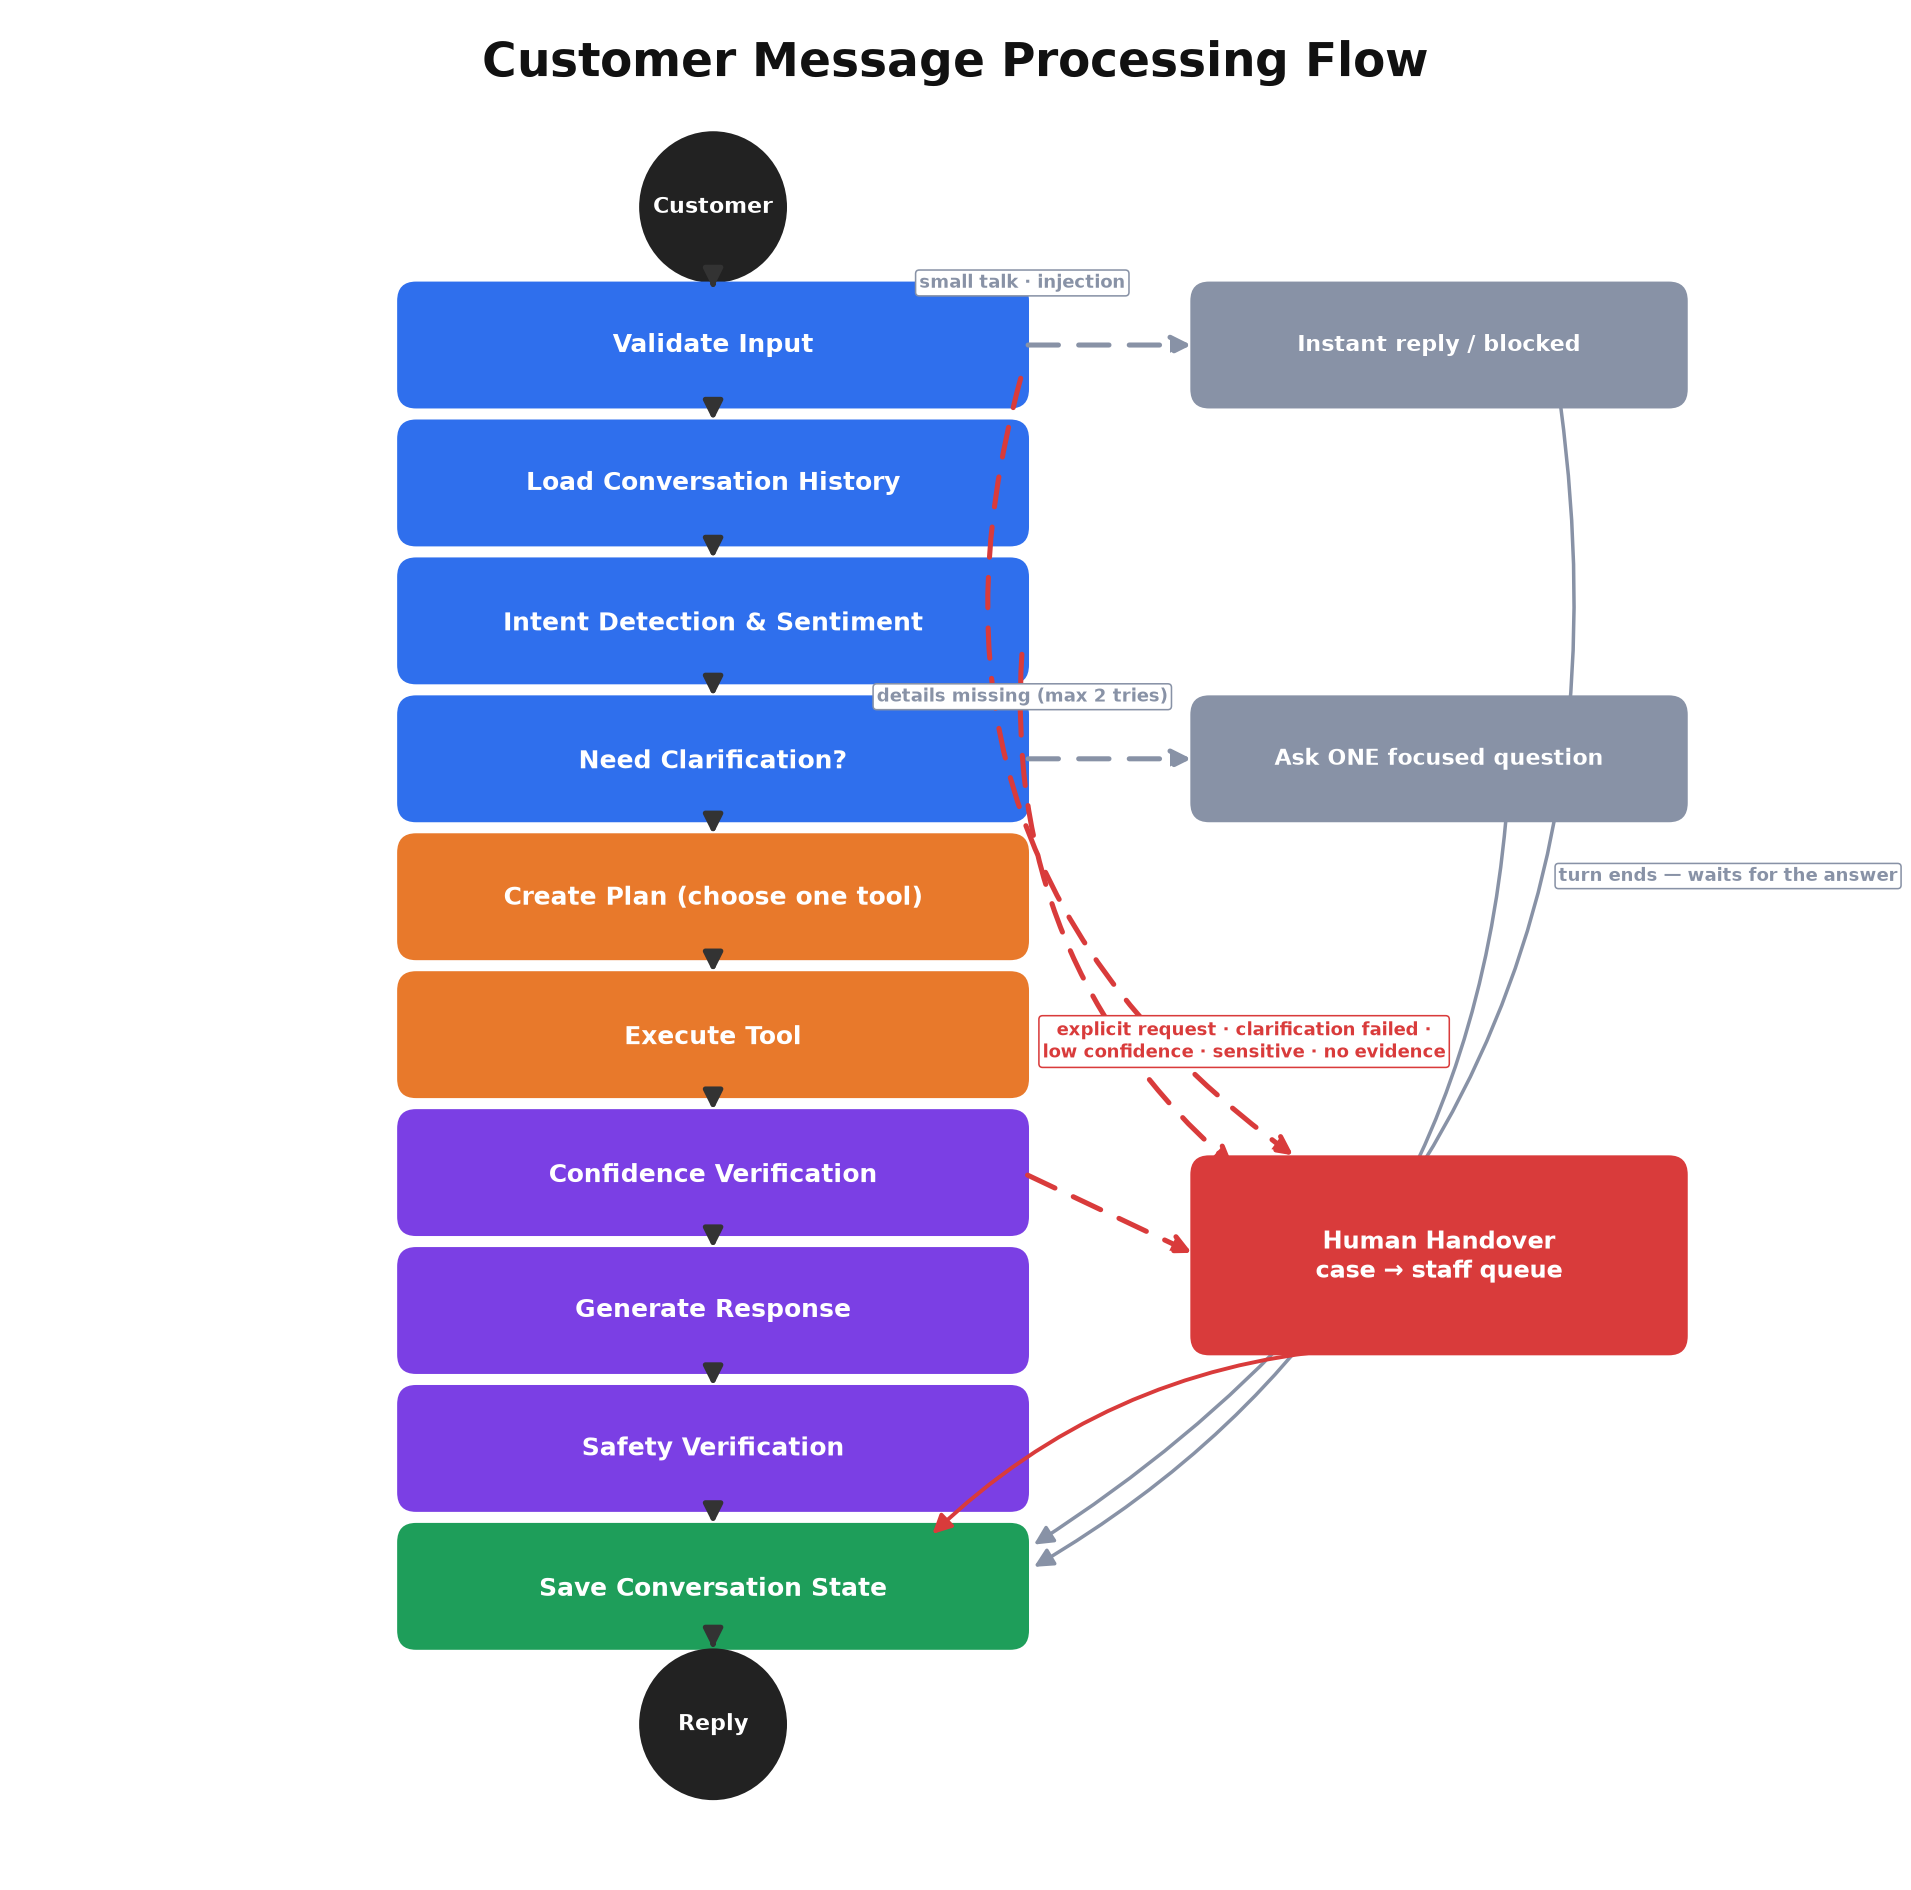 Customer Message Processing Flow
Customer
small talk · injection
Validate Input
Instant reply / blocked
Load Conversation History
Intent Detection & Sentiment
details missing (max 2 tries)
Need Clarification?
Ask ONE focused question
turn ends — waits for the answer
Create Plan (choose one tool)
Execute Tool
explicit request · clarification failed ·
low confidence · sensitive · no evidence
Confidence Verification
Human Handover
case → staff queue
Generate Response
Safety Verification
Save Conversation State
Reply